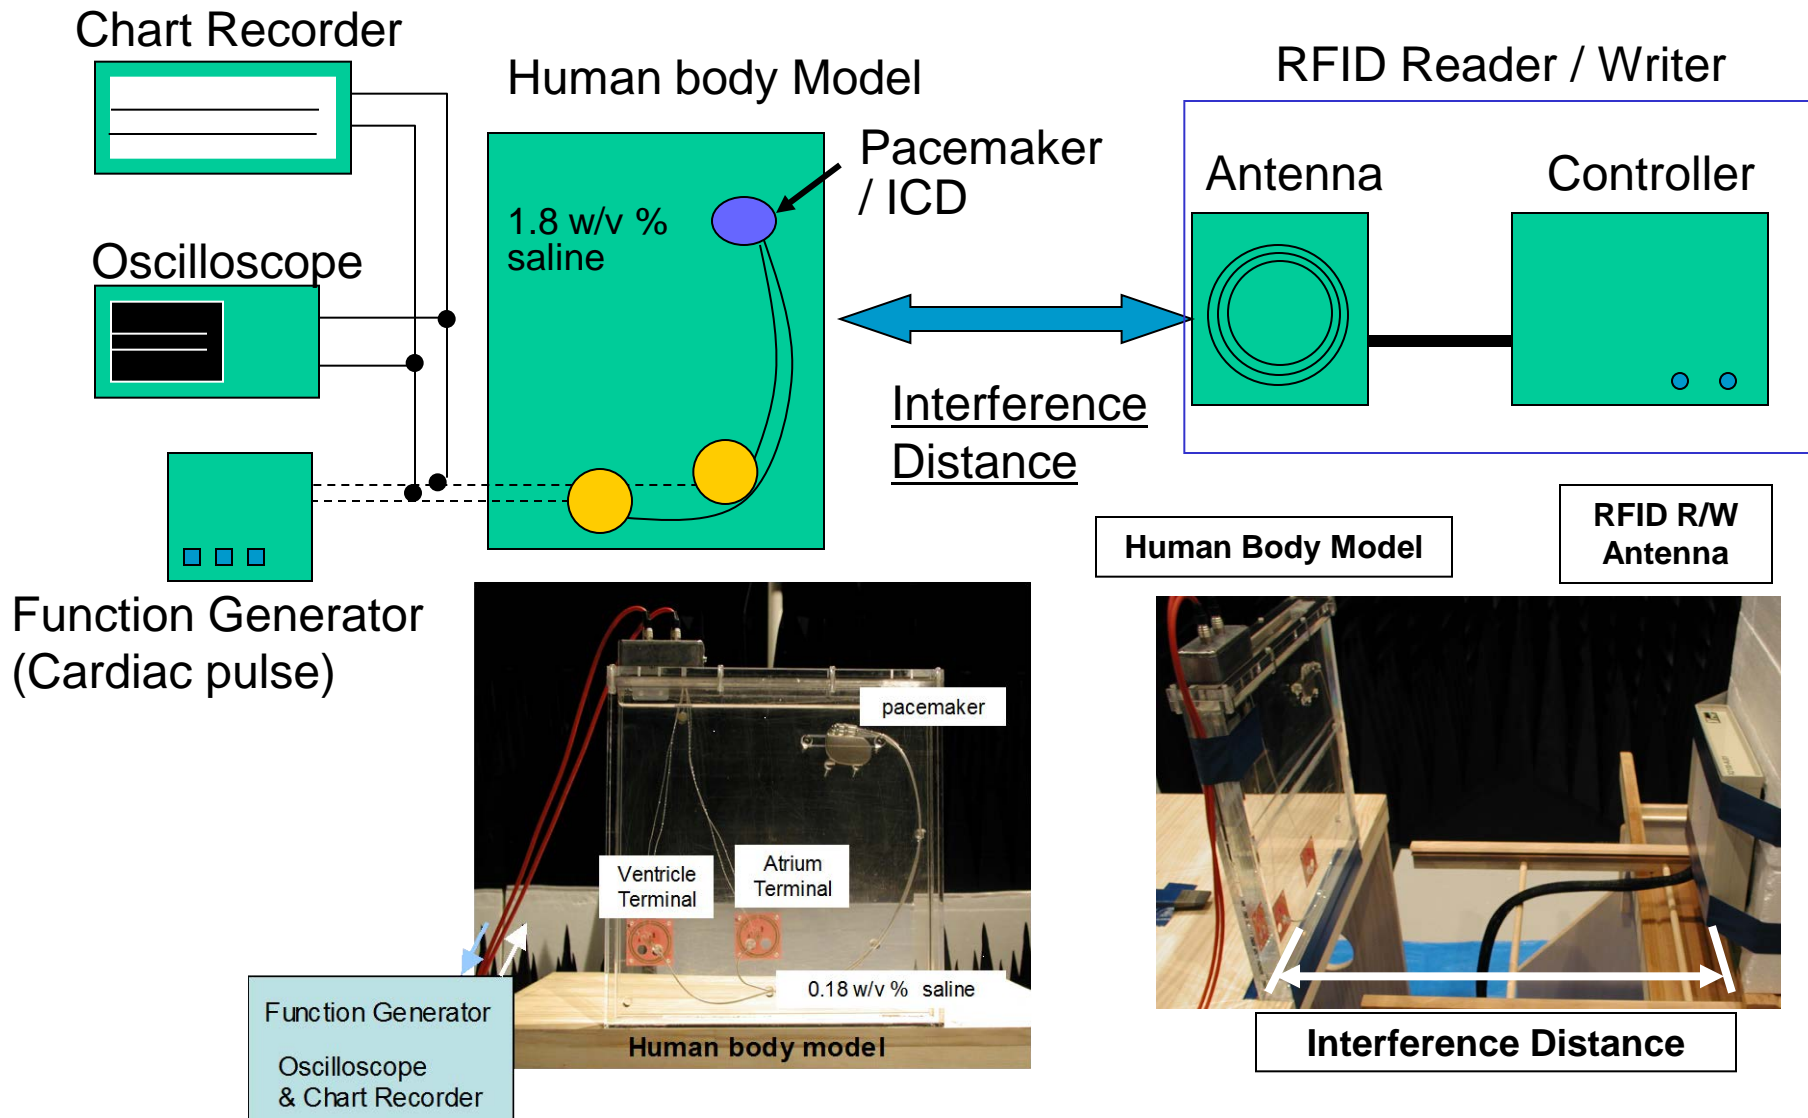 Chart Recorder
Human body Model
RFID Reader / Writer
Pacemaker
/ ICD
Antenna
Controller
1.8 w/v %
saline
Oscilloscope
Interference
Distance
Function Generator
(Cardiac pulse)
Human Body Model
RFID R/W
Antenna
pacemaker
Ventricle
Terminal
Atrium
Terminal
0.18 w/v % saline
Human body model
Function Generator
Oscilloscope
& Chart Recorder
Interference Distance